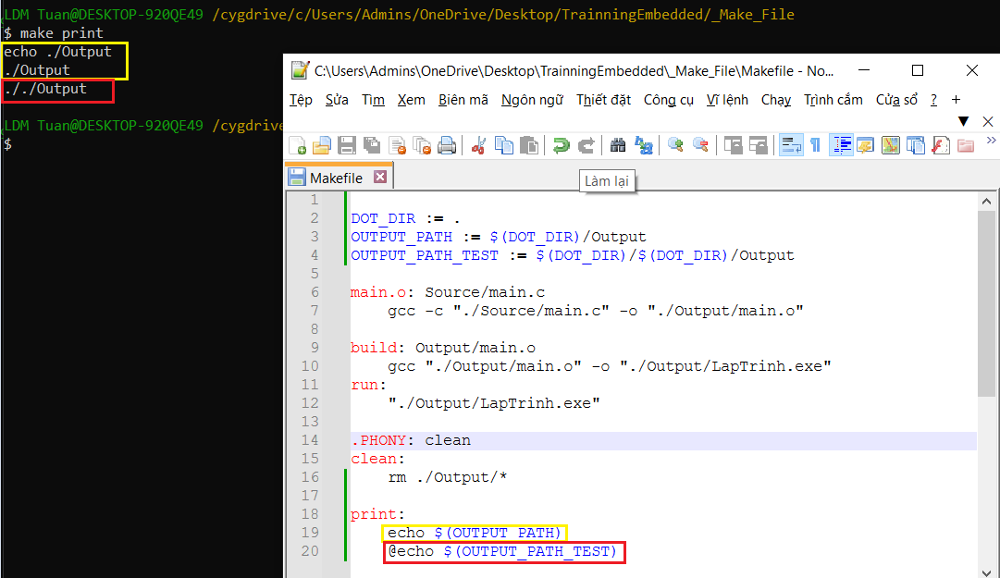 LDM Tuan@DESKTOP-920QE49 /cygdrive/c/Users/Admins/OneDrive/Desktop/TrainningEmbedded/_Make_File
$ make print
echo ./Output
./Output
././Output
LDM Tuan@DESKTOP-920QE49 /cygdrive
$
C:\Users\Admins\OneDrive\Desktop\TrainningEmbedded\_Make_File\Makefile - No...
Tệp Sửa Tìm Xem Biên mã Ngôn ngữ Thiết đặt Công cụ Vĩ lệnh Chạy Trình cắm Cửa sổ ? +
Makefile
Làm lại
1
2 DOT_DIR := .
3 OUTPUT_PATH := $(DOT_DIR)/Output
4 OUTPUT_PATH_TEST := $(DOT_DIR)/$(DOT_DIR)/Output
5
6 main.o: Source/main.c
7 gcc -c "./Source/main.c" -o "./Output/main.o"
8
9 build: Output/main.o
10 gcc "./Output/main.o" -o "./Output/LapTrinh.exe"
11 run:
12 "./Output/LapTrinh.exe"
13
14 .PHONY: clean
15 clean:
16 rm ./Output/*
17
18 print:
19 echo $(OUTPUT_PATH)
20 @echo $(OUTPUT_PATH_TEST)